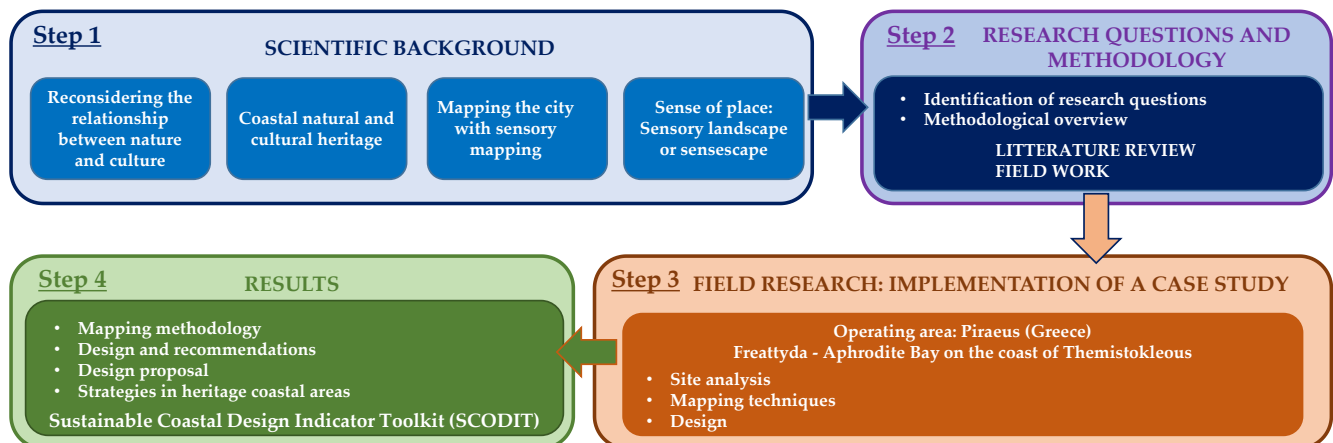 Step 1
SCIENTIFIC BACKGROUND
Reconsidering the
relationship
between nature
and culture
Coastal natural and
cultural heritage
Mapping the city
with sensory
mapping
Sense of place:
Sensory landscape
or sensescape
Step 2
RESEARCH QUESTIONS AND
METHODOLOGY
• Identification of research questions
• Methodological overview
LITTERATURE REVIEW
FIELD WORK
Step 3
FIELD RESEARCH: IMPLEMENTATION OF A CASE STUDY
Operating area: Piraeus (Greece)
Freattyda - Aphrodite Bay on the coast of Themistokleous
• Site analysis
• Mapping techniques
• Design
Step 4
RESULTS
• Mapping methodology
• Design and recommendations
• Design proposal
• Strategies in heritage coastal areas
Sustainable Coastal Design Indicator Toolkit (SCODIT)